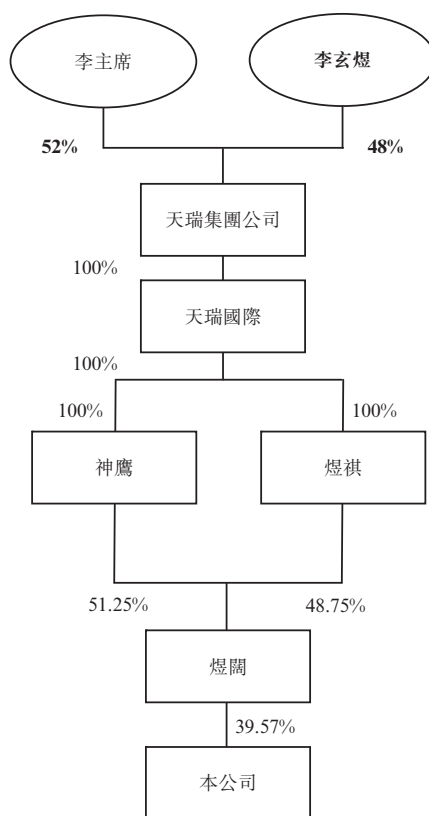 李主席
李玄煜
52%
48%
天瑞集團公司
100%
天瑞國際
100%
100%
100%
神鷹
煜祺
51.25%
48.75%
煜闊
39.57%
本公司